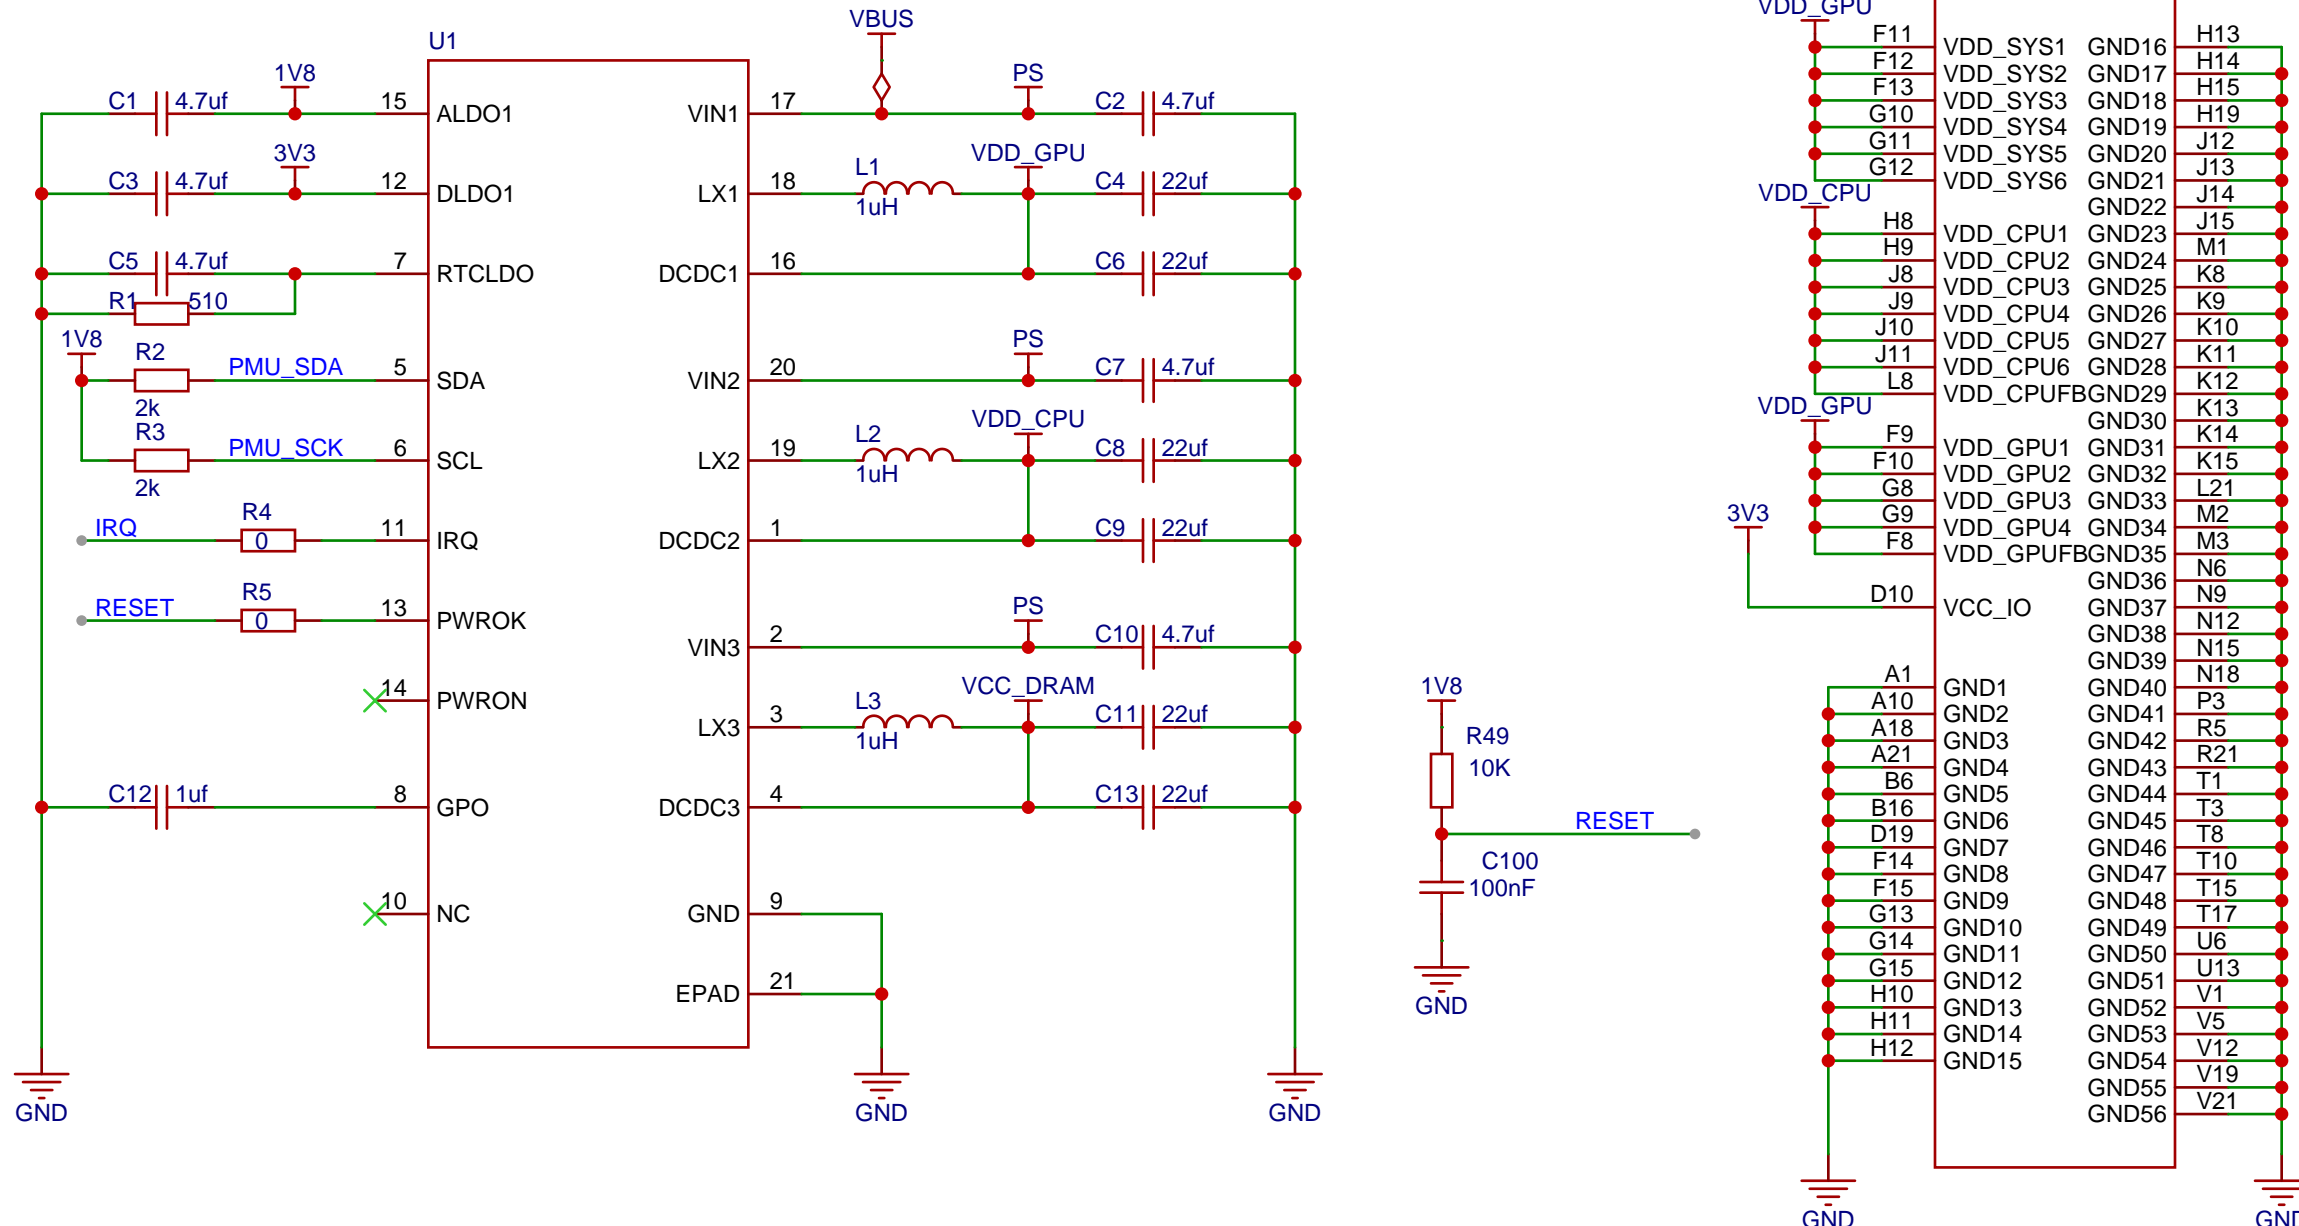 VBUS
U1
1V8
C1 4.7uf
15 ALDO1
VIN1 17
PS
C2 4.7uf
3V3
C3 4.7uf
12 DLDO1
LX1 18
L1
1uH
VDD_GPU
C4 22uf
C5 4.7uf
7 RTCLDO
R1 510
DCDC1 16
C6 22uf
1V8
R2
2k
PMU_SDA
5 SDA
VIN2 20
PS
C7 4.7uf
R3
2k
PMU_SCK
6 SCL
LX2 19
L2
1uH
VDD_CPU
C8 22uf
IRQ
R4
0
11 IRQ
DCDC2 1
C9 22uf
RESET
R5
0
13 PWROK
VIN3 2
PS
C10 4.7uf
14 PWRON
LX3 3
L3
1uH
VCC_DRAM
C11 22uf
C12 1uf
8 GPO
DCDC3 4
C13 22uf
10 NC
GND 9
EPAD 21
GND
GND
GND
1V8
R49
10K
RESET
C100
100nF
GND
VDD_GPU
F11 VDD_SYS1 GND16 H13
F12 VDD_SYS2 GND17 H14
F13 VDD_SYS3 GND18 H15
G10 VDD_SYS4 GND19 H19
G11 VDD_SYS5 GND20 J12
G12 VDD_SYS6 GND21 J13
VDD_CPU
GND22 J14
H8 VDD_CPU1 GND23 J15
H9 VDD_CPU2 GND24 M1
J8 VDD_CPU3 GND25 K8
J9 VDD_CPU4 GND26 K9
J10 VDD_CPU5 GND27 K10
J11 VDD_CPU6 GND28 K11
L8 VDD_CPUFB GND29 K12
VDD_GPU
GND30 K13
F9 VDD_GPU1 GND31 K14
F10 VDD_GPU2 GND32 K15
G8 VDD_GPU3 GND33 L21
G9 VDD_GPU4 GND34 M2
F8 VDD_GPUFB GND35 M3
3V3
GND36 N6
D10 VCC_IO GND37 N9
GND38 N12
GND39 N15
A1 GND1 GND40 N18
A10 GND2 GND41 P3
A18 GND3 GND42 R5
A21 GND4 GND43 R21
B6 GND5 GND44 T1
B16 GND6 GND45 T3
D19 GND7 GND46 T8
F14 GND8 GND47 T10
F15 GND9 GND48 T15
G13 GND10 GND49 T17
G14 GND11 GND50 U6
G15 GND12 GND51 U13
H10 GND13 GND52 V1
H11 GND14 GND53 V5
H12 GND15 GND54 V12
GND55 V19
GND56 V21
GND
GND